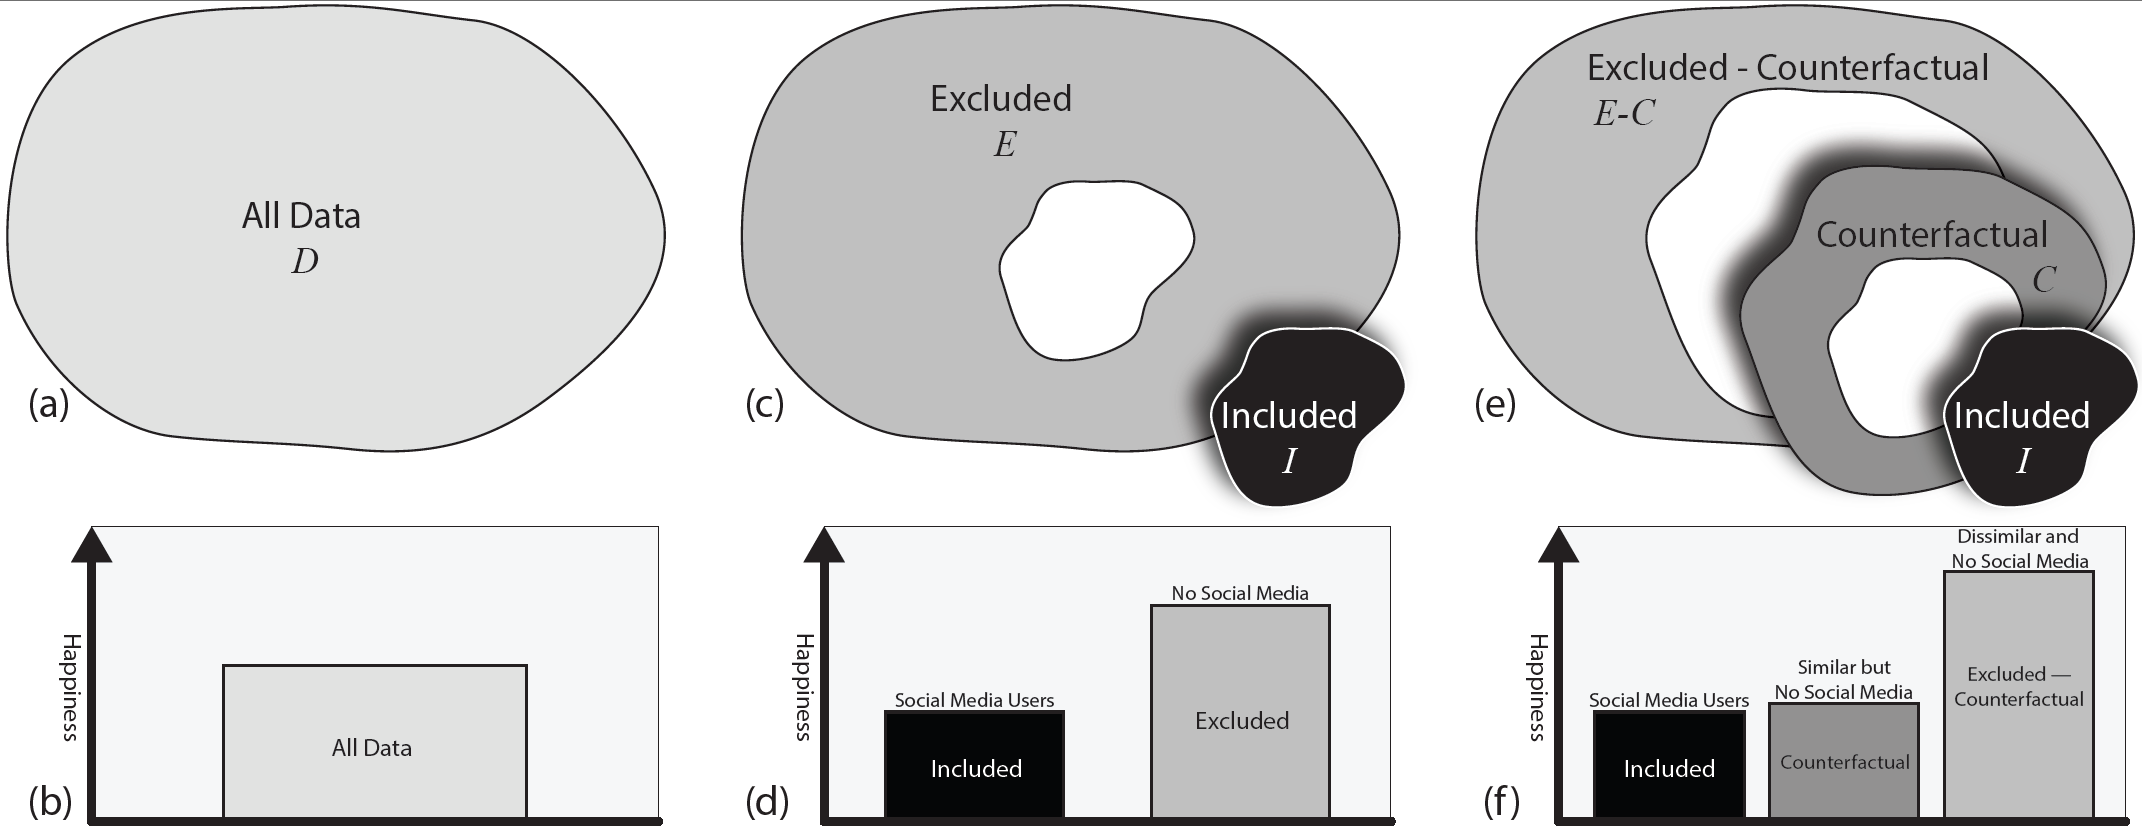 All Data
D
(a)
Excluded
E
Included
I
(c)
Excluded - Counterfactual
E-C
Counterfactual
C
Included
I
(e)
Happiness
All Data
(b)
Happiness
Social Media Users
Included
No Social Media
Excluded
(d)
Happiness
Social Media Users
Included
Similar but
No Social Media
Counterfactual
Dissimilar and
No Social Media
Excluded —
Counterfactual
(f)